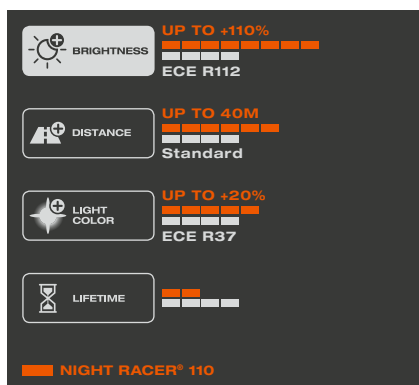 UP TO +110%
BRIGHTNESS
ECE R112
UP TO 40M
DISTANCE
Standard
UP TO +20%
LIGHT
COLOR
ECE R37
LIFETIME
NIGHT RACER® 110